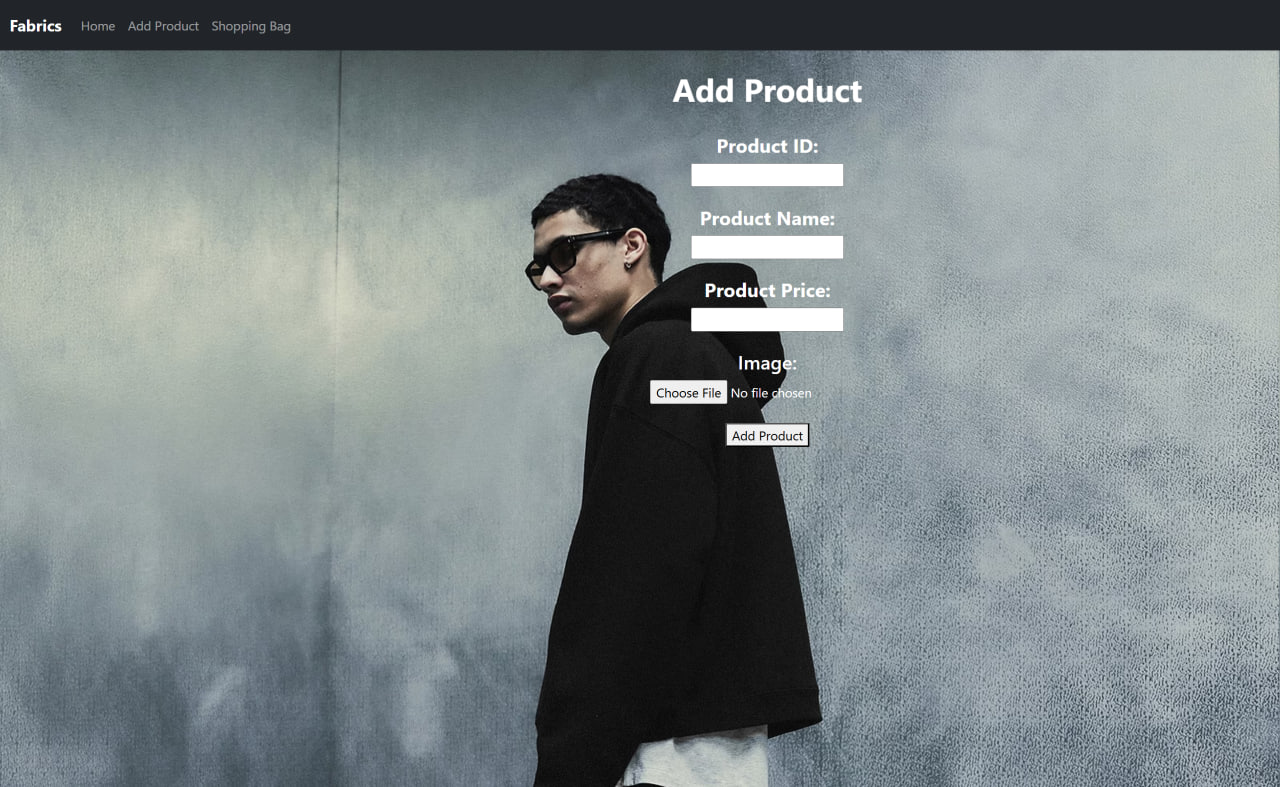 Fabrics Home Add Product Shopping Bag
Add Product
Product ID:
Product Name:
Product Price:
Image:
Choose File No file chosen
Add Product